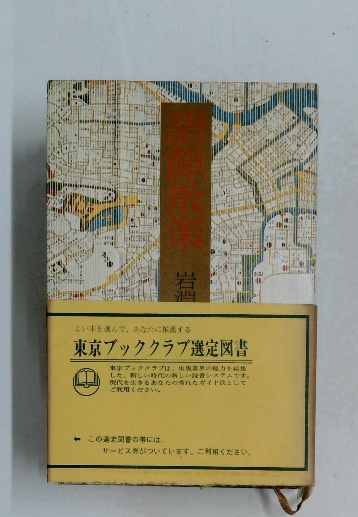 語源散策
岩淵
よい本を選んで、あなたに推薦する
東京ブッククラブ選定図書
東京ブッククラブは、出版業界の総力を結集
した、新しい時代の新しい読書システムです。
現代を生きるあなたの秀れたガイド役として
ご利用ください。
← この選定図書の帯には、
サービス券がついています。ご利用ください。